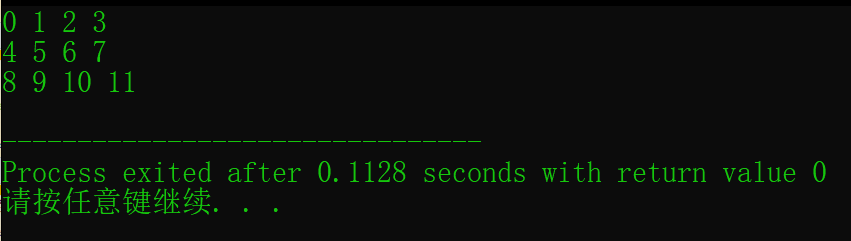 0 1 2 3
4 5 6 7
8 9 10 11
--------------------------------
Process exited after 0.1128 seconds with return value 0
请按任意键继续. . .